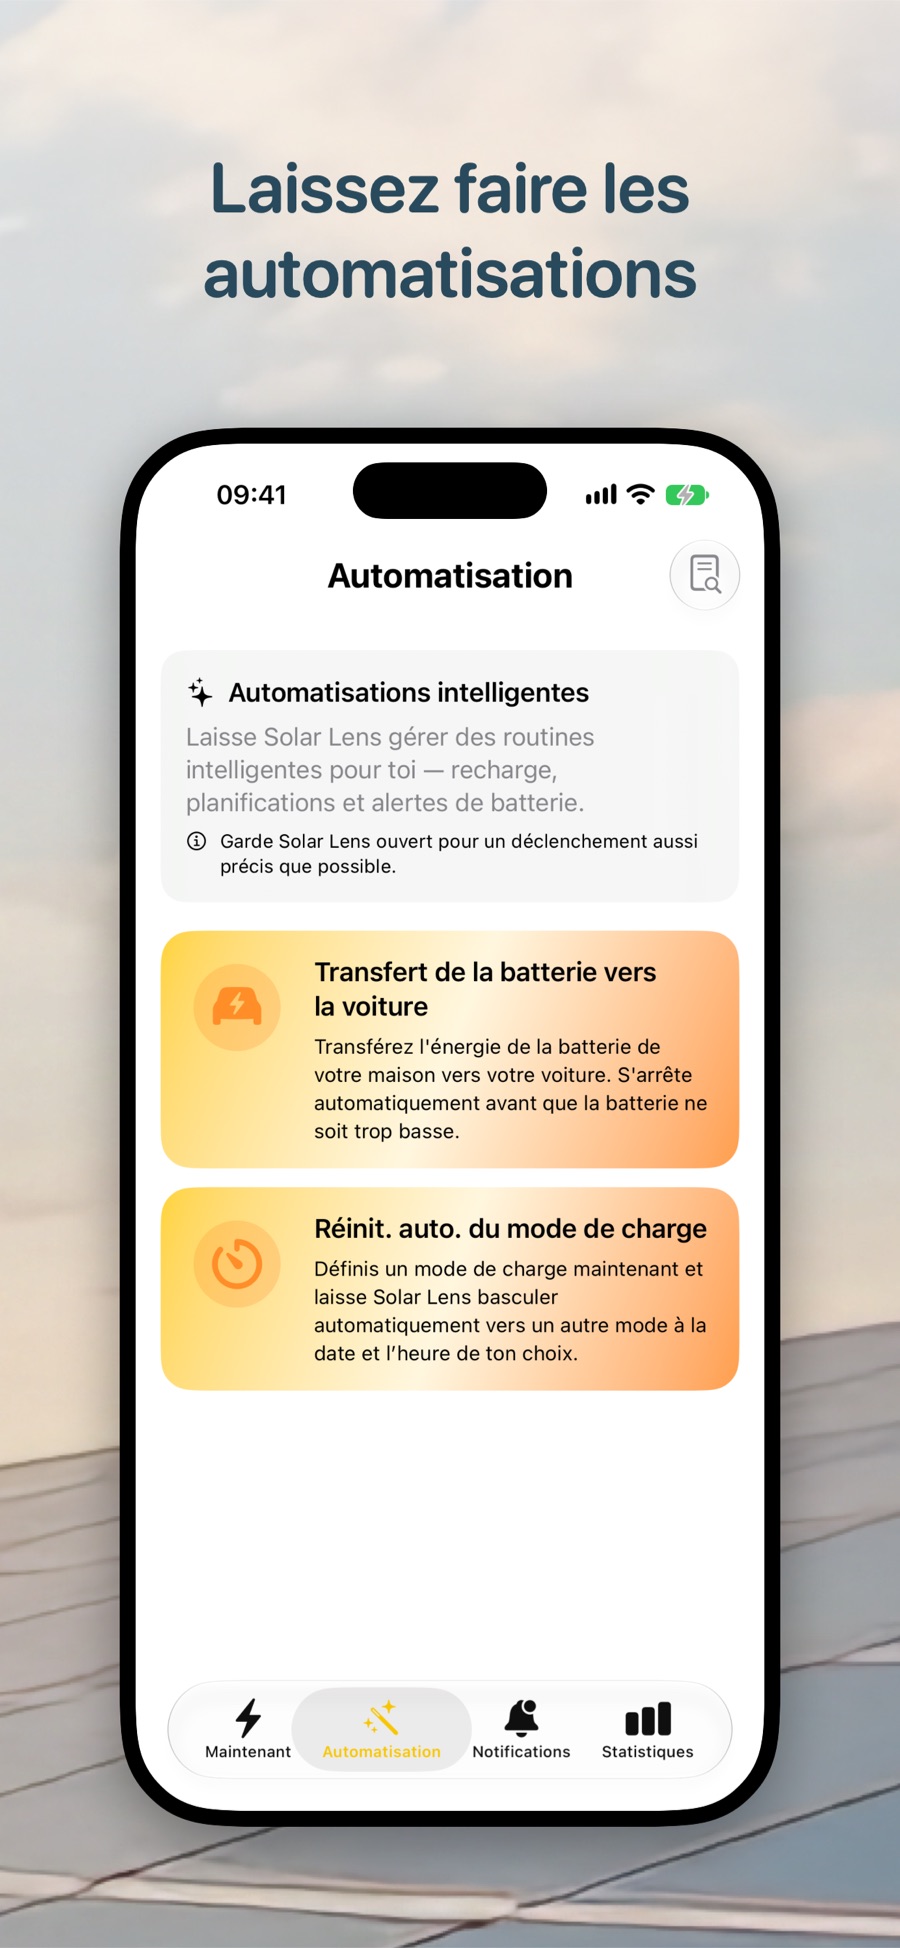 Laissez faire les
automatisations
09:41
Automatisation
Automatisations intelligentes
Laisse Solar Lens gérer des routines
intelligentes pour toi — recharge,
planifications et alertes de batterie.
Garde Solar Lens ouvert pour un déclenchement aussi
précis que possible.
Transfert de la batterie vers
la voiture
Transférez l'énergie de la batterie de
votre maison vers votre voiture. S'arrête
automatiquement avant que la batterie ne
soit trop basse.
Réinit. auto. du mode de charge
Définis un mode de charge maintenant et
laisse Solar Lens basculer
automatiquement vers un autre mode à la
date et l’heure de ton choix.
Maintenant
Automatisation
Notifications
Statistiques